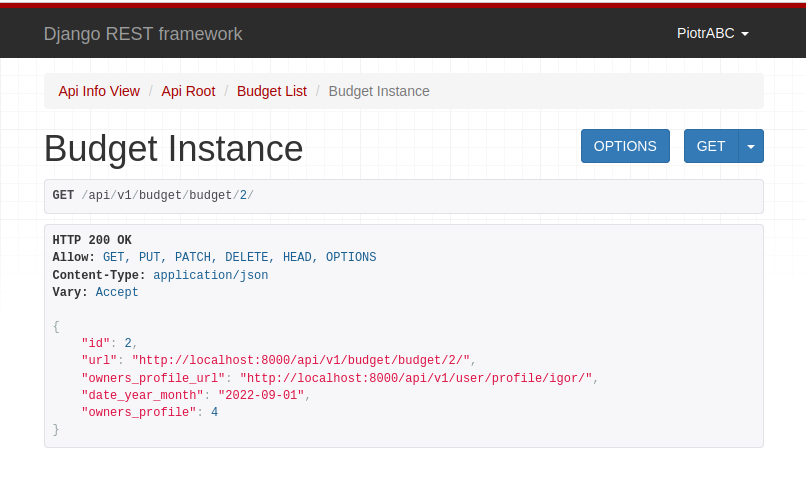 Django REST framework
PiotrABC
Api Info View / Api Root / Budget List / Budget Instance
Budget Instance
OPTIONS
GET
GET /api/v1/budget/budget/2/
HTTP 200 OK
Allow: GET, PUT, PATCH, DELETE, HEAD, OPTIONS
Content-Type: application/json
Vary: Accept
{
    "id": 2,
    "url": "http://localhost:8000/api/v1/budget/budget/2/",
    "owners_profile_url": "http://localhost:8000/api/v1/user/profile/igor/",
    "date_year_month": "2022-09-01",
    "owners_profile": 4
}